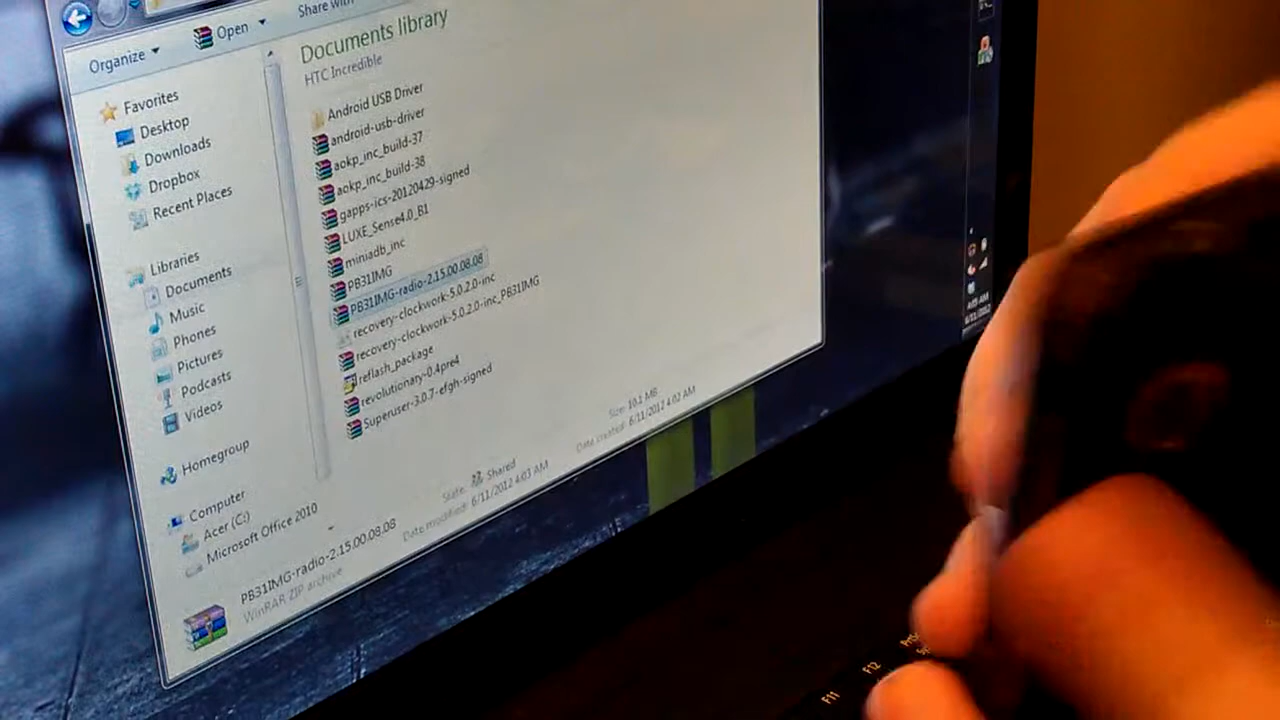 Organize
Open
Share with
Documents library
HTC Incredible
Favorites
Desktop
Downloads
Dropbox
Recent Places
Libraries
Documents
Music
Phones
Pictures
Podcasts
Videos
Homegroup
Computer
Acer (C:)
Microsoft Office 2010
Android USB Driver
android-usb-driver
aokp_inc_build-37
aokp_inc_build-38
gapps-ics-20120429-signed
LUXE_Sense4.0_B1
miniadb_inc
PB31IMG
PB31IMG-radio-2.15.00.08.08
recovery-clockwork-5.0.2.0-inc
recovery-clockwork-5.0.2.0-inc_PB31IMG
reflash_package
revolutionary-0.4pre4
Superuser-3.0.7-efgh-signed
PB31IMG-radio-2.15.00.08.08
WinRAR ZIP archive
State: Shared
Date modified: 6/11/2012 4:03 AM
Size: 10.1 MB
Date created: 6/11/2012 4:02 AM
F11
F12